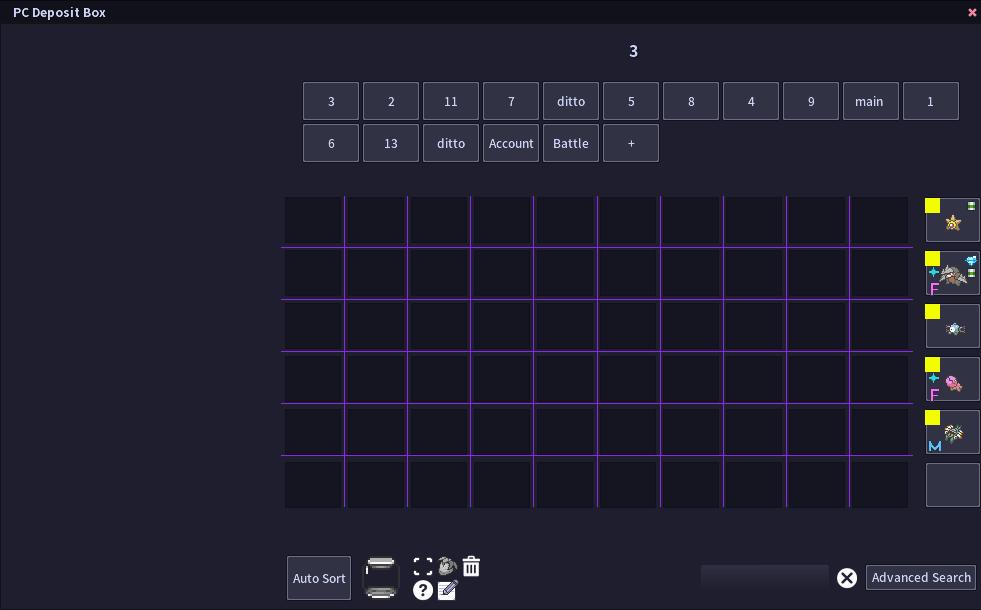 PC Deposit Box
3
3 2 11 7 ditto 5 8 4 9 main 1
6 13 ditto Account Battle +
F
F
M
Auto Sort
?
Advanced Search